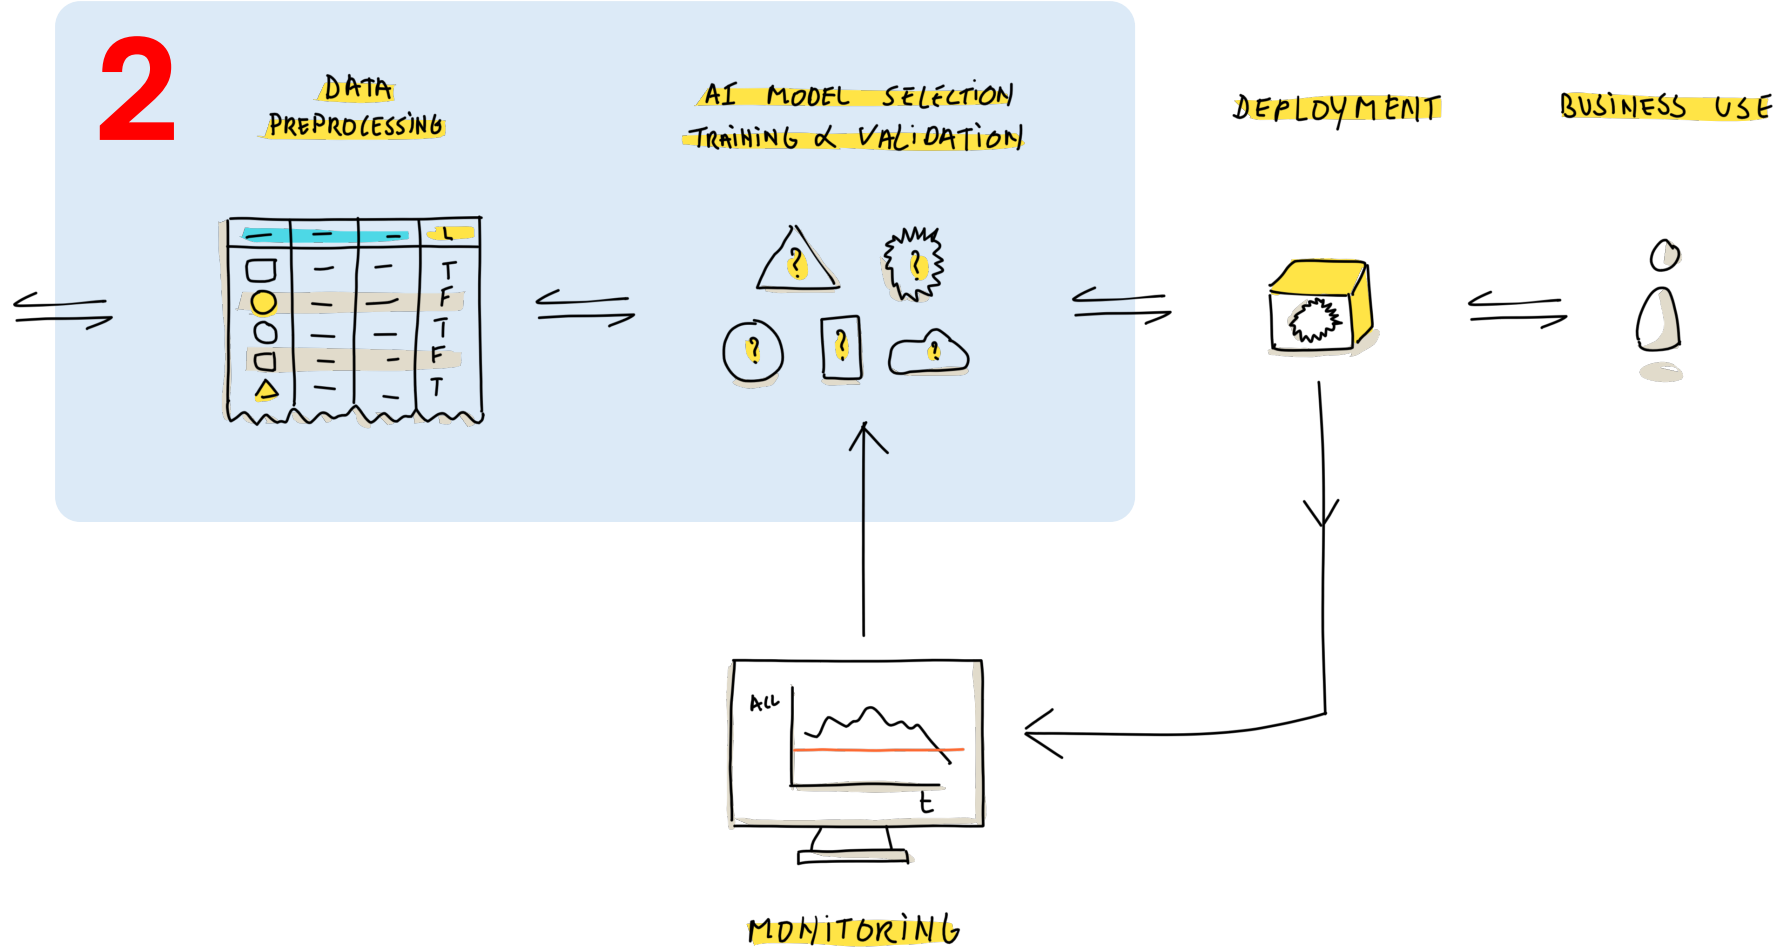 2
DATA
PREPROCESSING
AI MODEL SELECTION
TRAINING & VALIDATION
DEPLOYMENT
BUSINESS USE
L
T
F
T
F
T
?
?
?
?
?
ACC
t
MONITORING